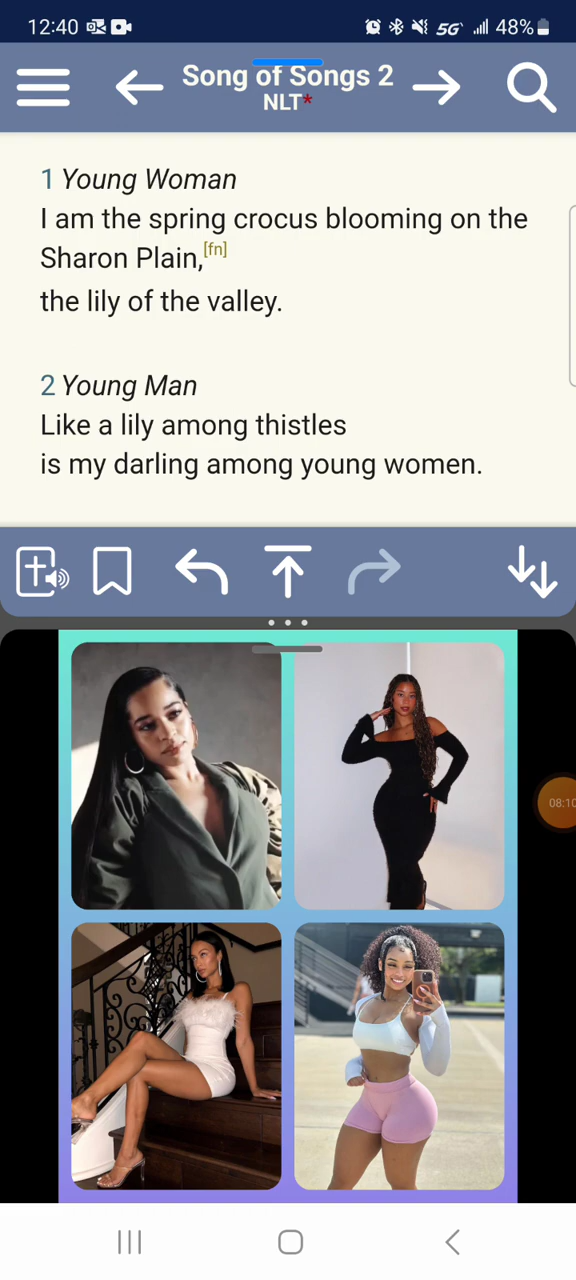 12:40
5G
48%
Song of Songs 2
NLT*
1 Young Woman
I am the spring crocus blooming on the
Sharon Plain,[fn]
the lily of the valley.
2 Young Man
Like a lily among thistles
is my darling among young women.
08:10